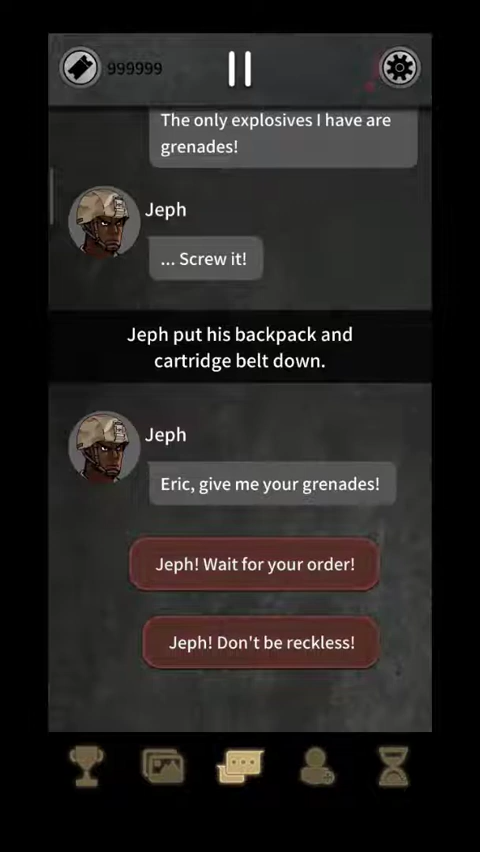 999999
The only explosives I have are
grenades!
Jeph
... Screw it!
Jeph put his backpack and
cartridge belt down.
Jeph
Eric, give me your grenades!
Jeph! Wait for your order!
Jeph! Don't be reckless!